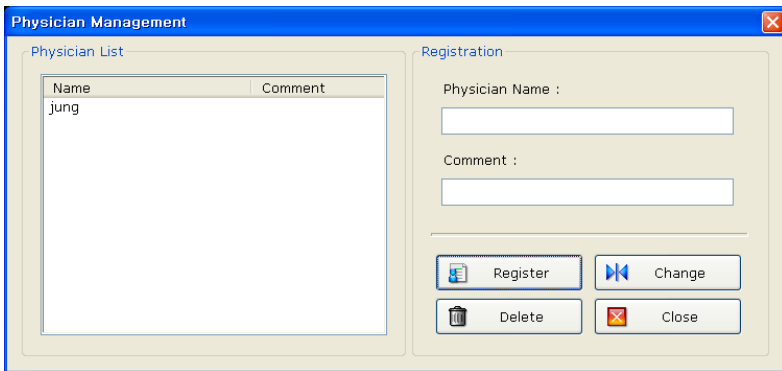 Physician Management
Physician List
Name Comment
jung
Registration
Physician Name :
Comment :
Register Change
Delete Close